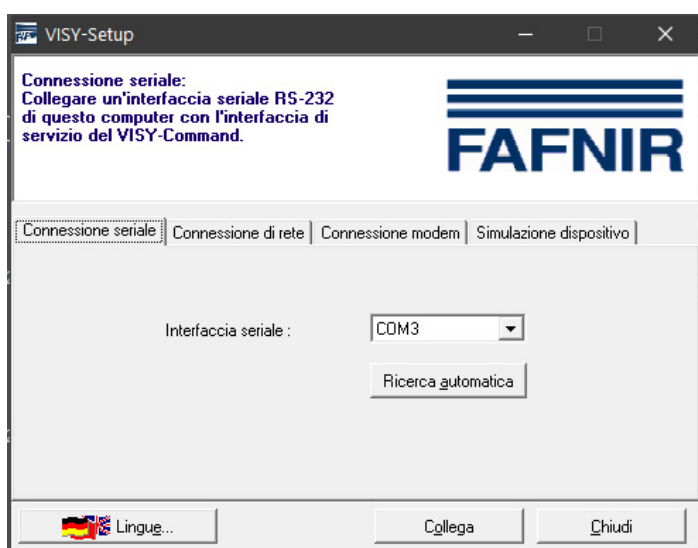 VISY-Setup
Connessione seriale:
Collegare un'interfaccia seriale RS-232
di questo computer con l'interfaccia di
servizio del VISY-Command.
FAFNIR
Connessione seriale
Connessione di rete
Connessione modem
Simulazione dispositivo
Interfaccia seriale :
COM3
Ricerca automatica
Lingue...
Collega
Chiudi